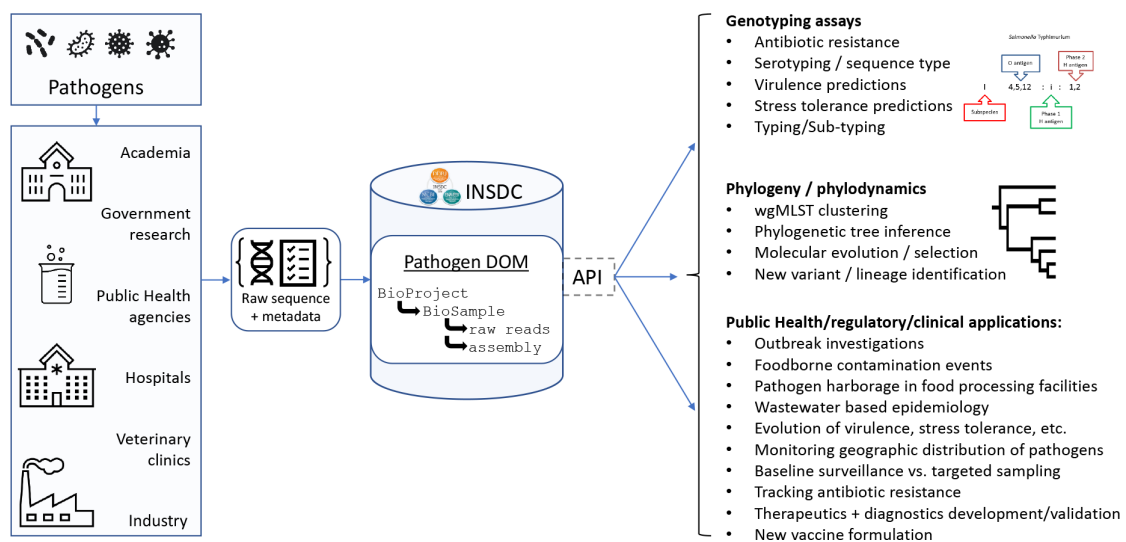 Pathogens
Academia
Government
research
Public Health
agencies
Hospitals
Veterinary
clinics
Industry
Raw sequence
+ metadata
INSDC
Pathogen DOM
BioProject
BioSample
raw reads
assembly
API
Genotyping assays
• Antibiotic resistance
• Serotyping / sequence type
• Virulence predictions
• Stress tolerance predictions
• Typing/Sub-typing
Salmonella Typhimurium
O antigen
Phase 2
H antigen
I 4,5,12 : i : 1,2
Subspecies
Phase 1
H antigen
Phylogeny / phylodynamics
• wgMLST clustering
• Phylogenetic tree inference
• Molecular evolution / selection
• New variant / lineage identification
Public Health/regulatory/clinical applications:
• Outbreak investigations
• Foodborne contamination events
• Pathogen harborage in food processing facilities
• Wastewater based epidemiology
• Evolution of virulence, stress tolerance, etc.
• Monitoring geographic distribution of pathogens
• Baseline surveillance vs. targeted sampling
• Tracking antibiotic resistance
• Therapeutics + diagnostics development/validation
• New vaccine formulation